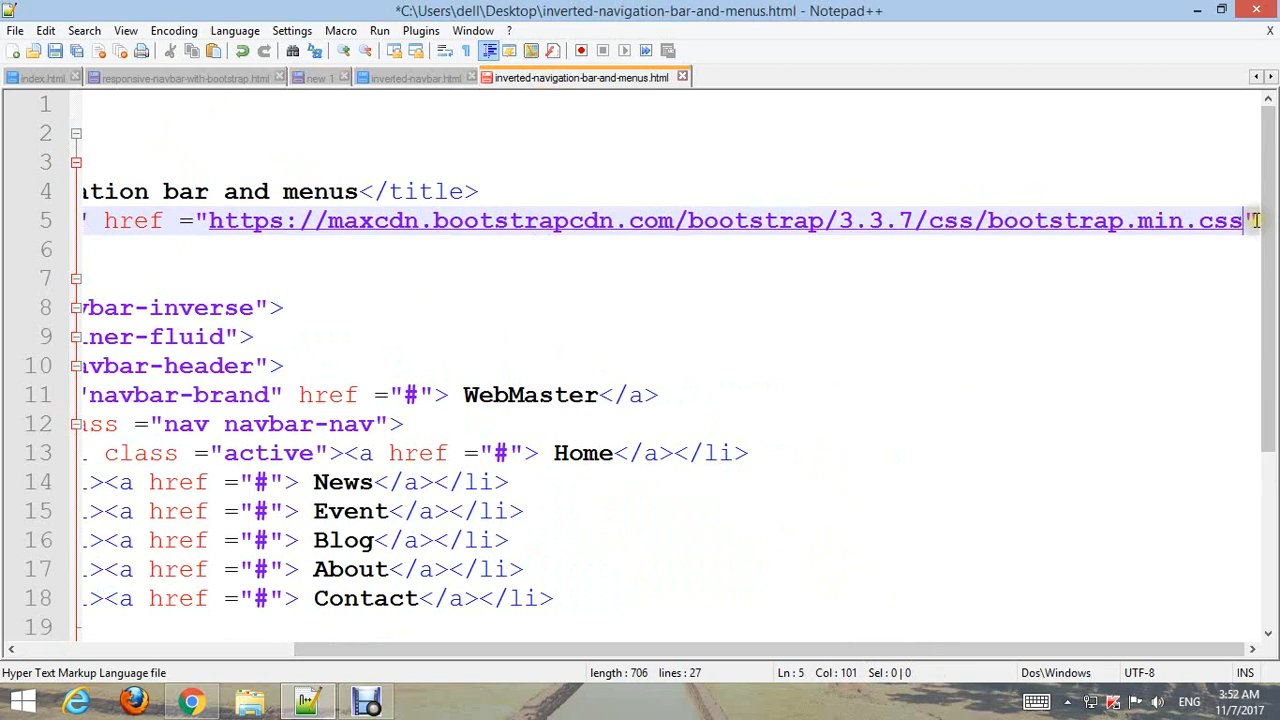 *C:\Users\dell\Desktop\inverted-navigation-bar-and-menus.html - Notepad++
File Edit Search View Encoding Language Settings Macro Run Plugins Window ? X
index.html responsive-navbar-with-bootstrap.html new 1 inverted-navbar.html inverted-navigation-bar-and-menus.html
1
2
3
4 ation bar and menus</title>
5 " href ="https://maxcdn.bootstrapcdn.com/bootstrap/3.3.7/css/bootstrap.min.css"
6
7
8 vbar-inverse">
9 ner-fluid">
10 avbar-header">
11 "navbar-brand" href ="#"> WebMaster</a>
12 ass ="nav navbar-nav">
13 class ="active"><a href ="#"> Home</a></li>
14 ><a href ="#"> News</a></li>
15 ><a href ="#"> Event</a></li>
16 ><a href ="#"> Blog</a></li>
17 ><a href ="#"> About</a></li>
18 ><a href ="#"> Contact</a></li>
19
Hyper Text Markup Language file length : 706 lines : 27 Ln : 5 Col : 101 Sel : 0 | 0 Dos\Windows UTF-8 INS
ENG
3:52 AM
11/7/2017